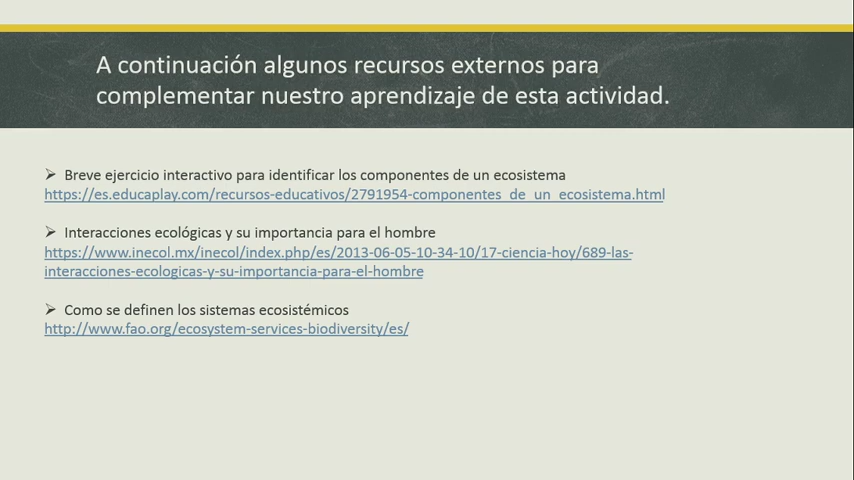 A continuación algunos recursos externos para
complementar nuestro aprendizaje de esta actividad.
➤ Breve ejercicio interactivo para identificar los componentes de un ecosistema
https://es.educaplay.com/recursos-educativos/2791954-componentes_de_un_ecosistema.html
➤ Interacciones ecológicas y su importancia para el hombre
https://www.inecol.mx/inecol/index.php/es/2013-06-05-10-34-10/17-ciencia-hoy/689-las-
interacciones-ecologicas-y-su-importancia-para-el-hombre
➤ Como se definen los sistemas ecosistémicos
http://www.fao.org/ecosystem-services-biodiversity/es/